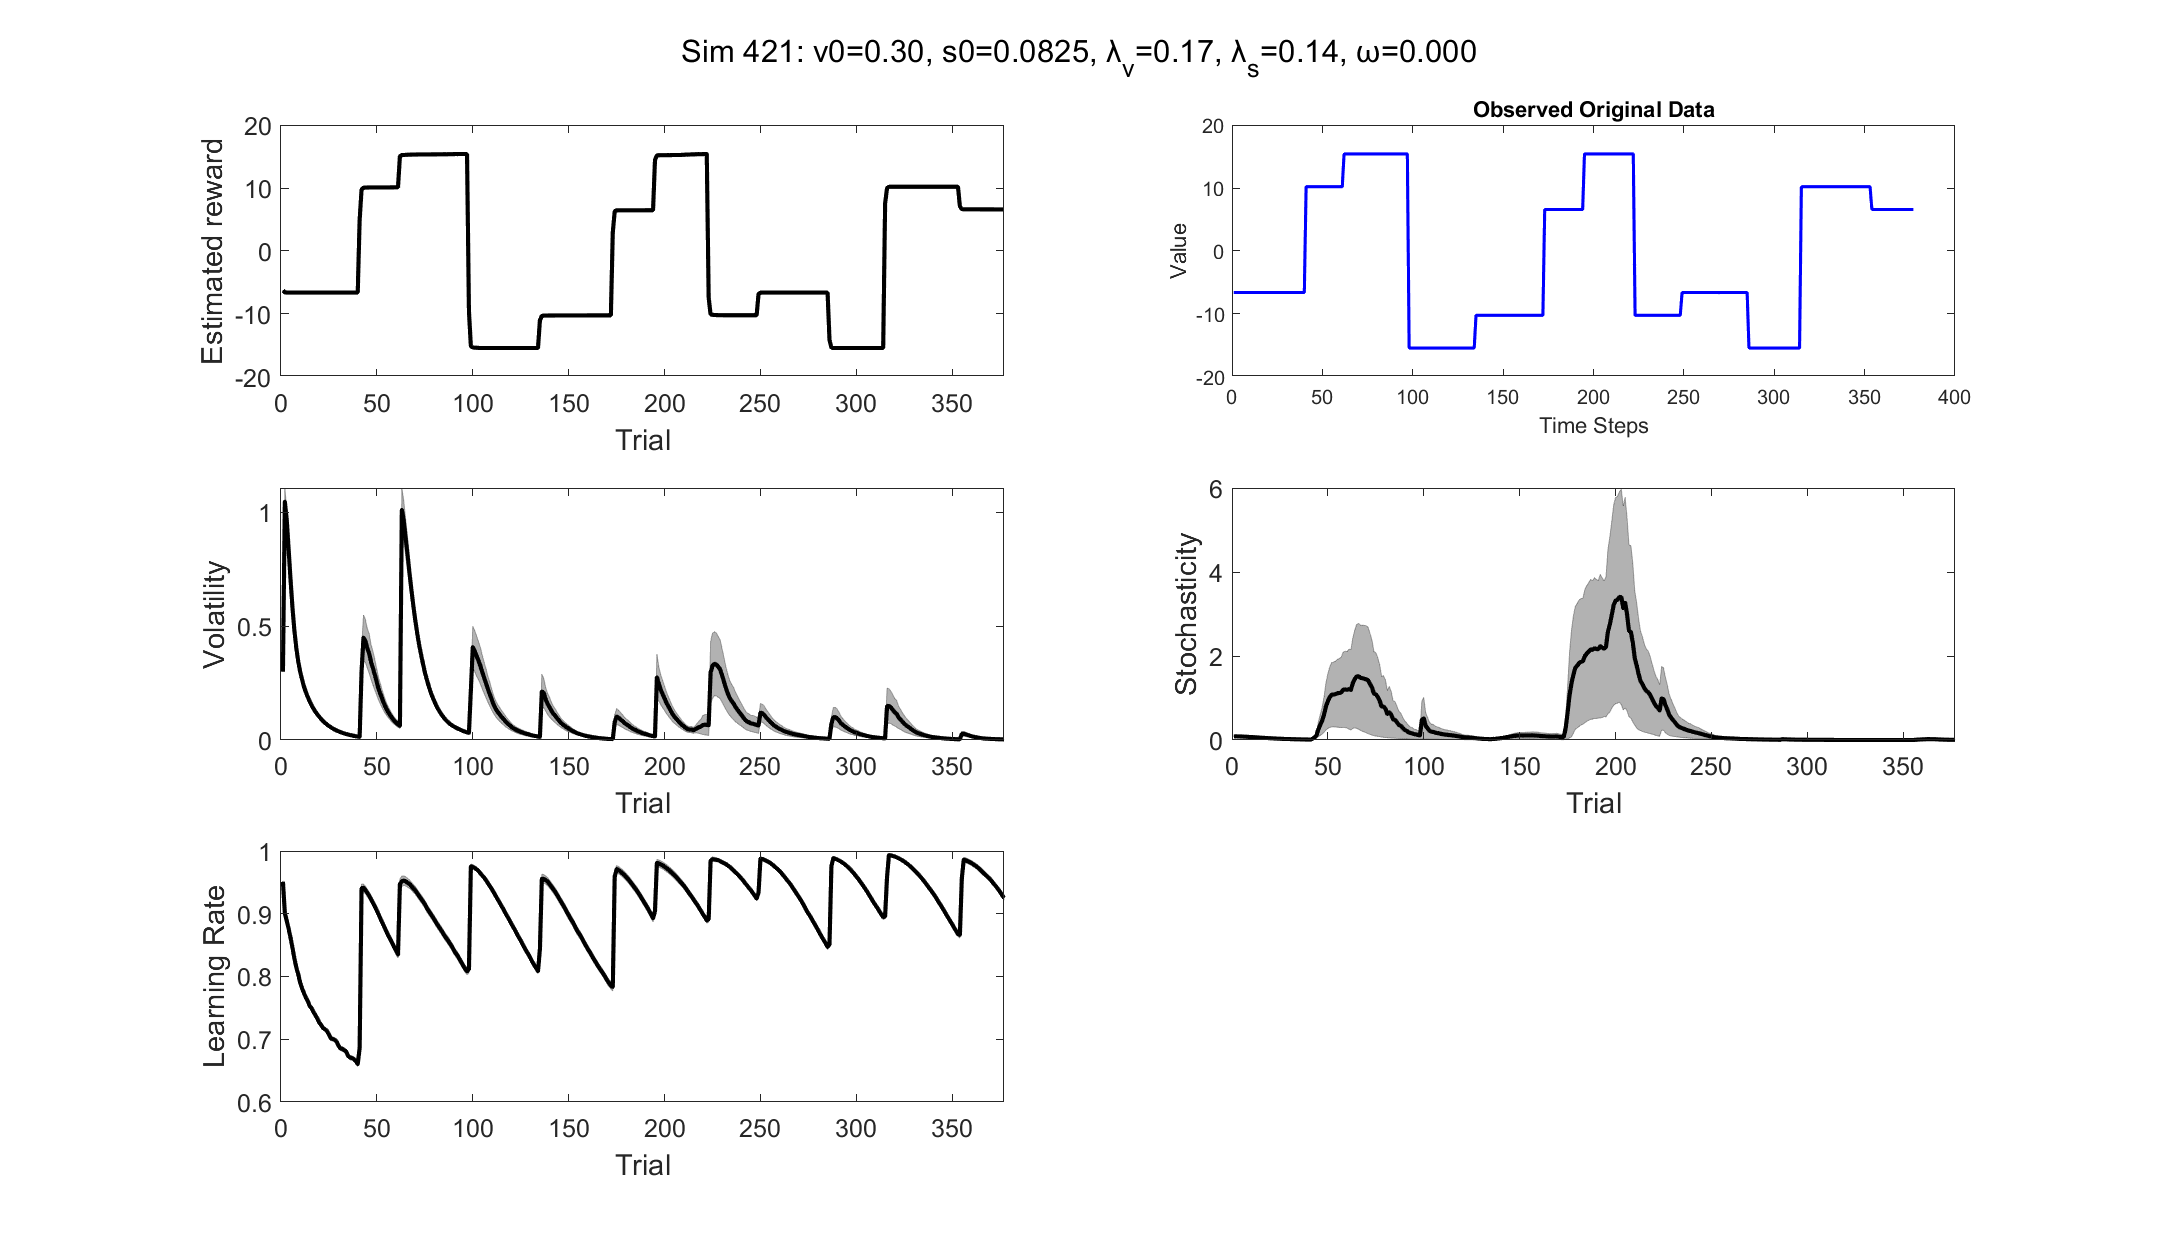 Sim 421: v0=0.30, s0=0.0825, λv=0.17, λs=0.14, ω=0.000
Estimated reward
20
10
0
-10
-20
0 50 100 150 200 250 300 350
Trial
Observed Original Data
Value
20
10
0
-10
-20
0 50 100 150 200 250 300 350 400
Time Steps
Volatility
1
0.5
0
0 50 100 150 200 250 300 350
Trial
Stochasticity
6
4
2
0
0 50 100 150 200 250 300 350
Trial
Learning Rate
1
0.9
0.8
0.7
0.6
0 50 100 150 200 250 300 350
Trial